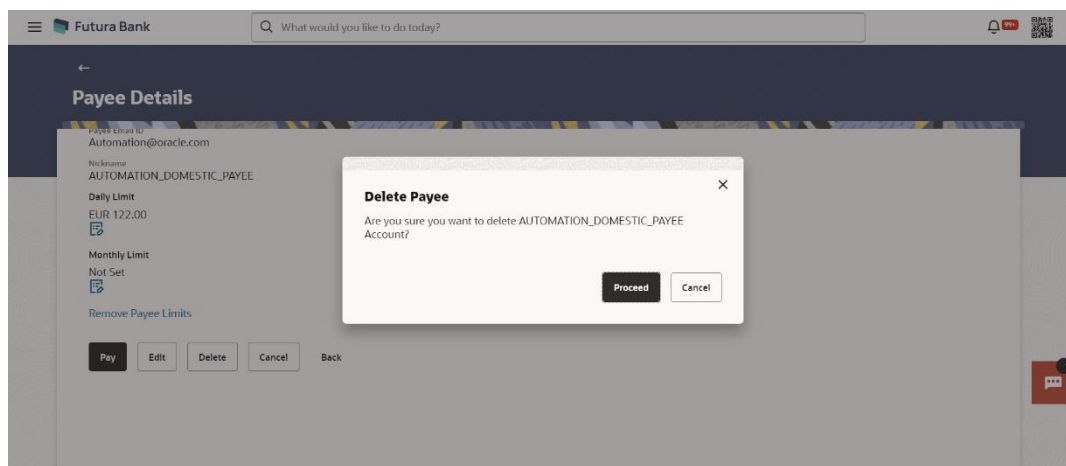 Futura Bank
What would you like to do today?
99+
←
Payee Details
Payee Email ID
Automation@oracle.com
Nickname
AUTOMATION_DOMESTIC_PAYEE
Daily Limit
EUR 122.00
Monthly Limit
Not Set
Remove Payee Limits
Pay Edit Delete Cancel Back
Delete Payee
Are you sure you want to delete AUTOMATION_DOMESTIC_PAYEE
Account?
Proceed Cancel